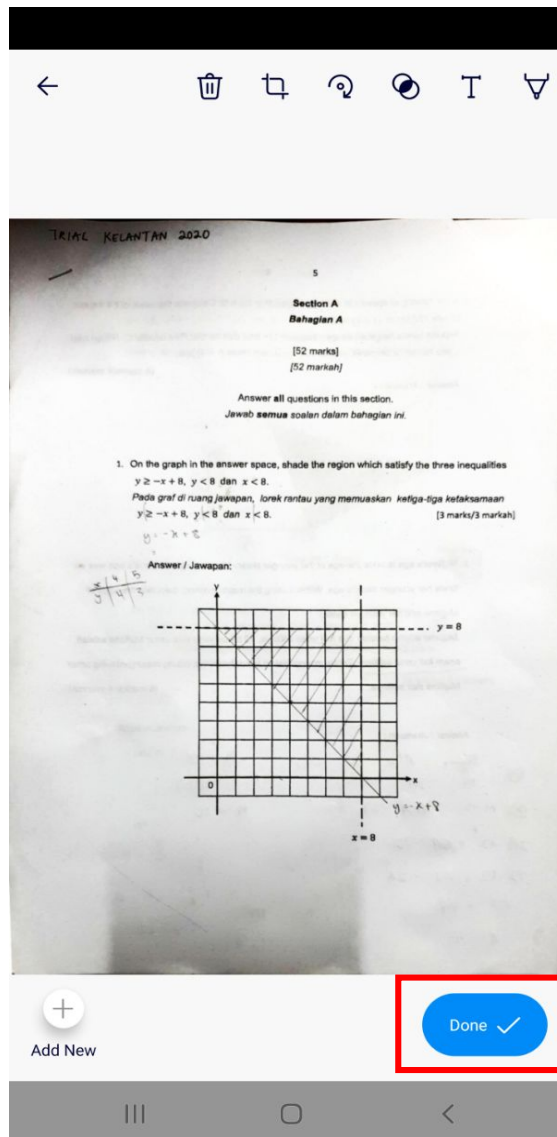 TRIAL KELANTAN 2020
5
Section A
Bahagian A
[52 marks]
[52 markah]
Answer all questions in this section.
Jawab semua soalan dalam bahagian ini.
1. On the graph in the answer space, shade the region which satisfy the three inequalities
y ≥ −x + 8, y < 8 dan x < 8.
Pada graf di ruang jawapan, lorek rantau yang memuaskan ketiga-tiga ketaksamaan
y ≥ −x + 8, y < 8 dan x < 8. [3 marks/3 markah]
y = -x + 8
Answer / Jawapan:
x | 4 | 5
y | 4 | 3
y
y = 8
0
x
y = -x+8
x = 8
Add New
Done